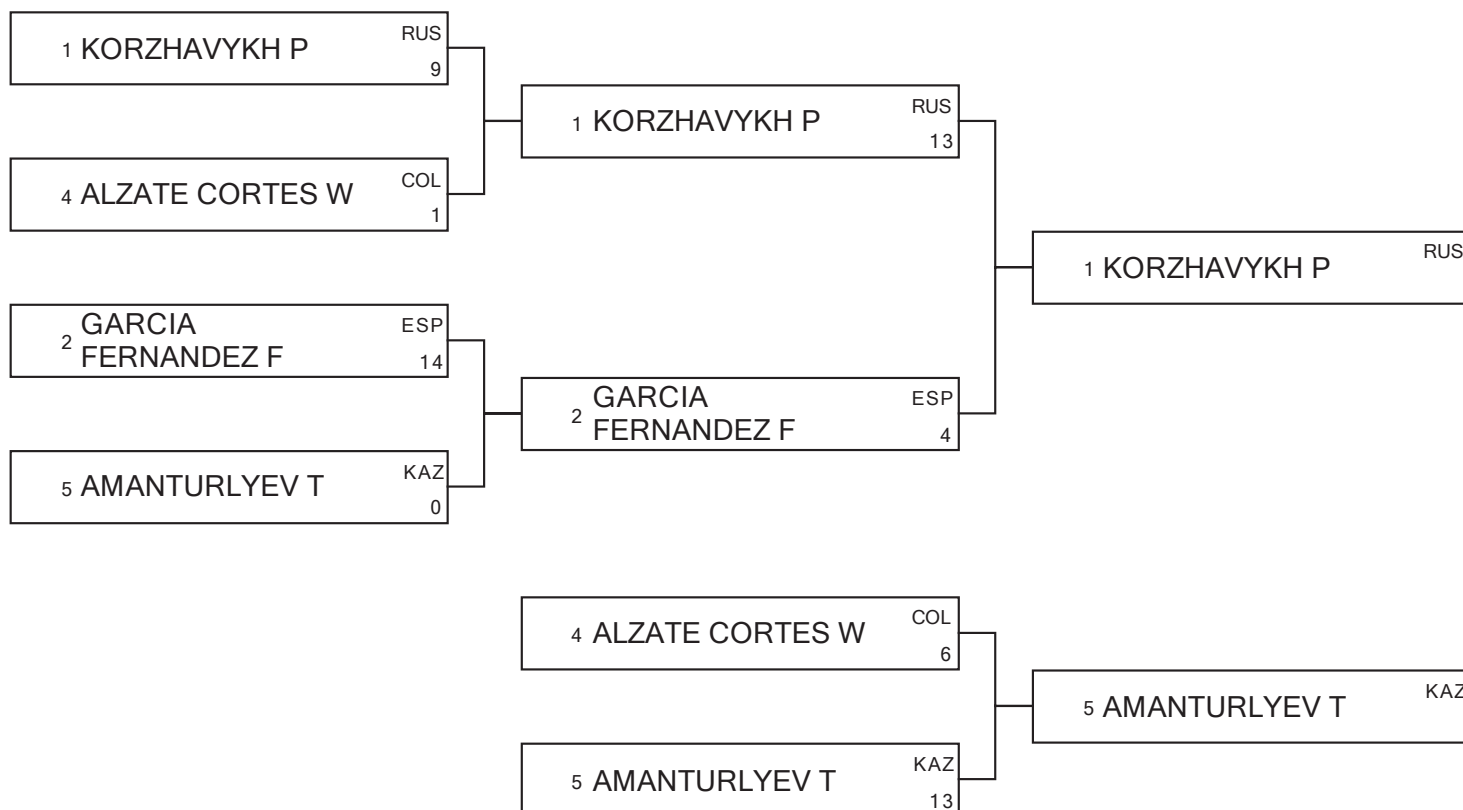 1 KORZHAVYKH P RUS
9
4 ALZATE CORTES W COL
1
2 GARCIA FERNANDEZ F ESP
14
5 AMANTURLYEV T KAZ
0
1 KORZHAVYKH P RUS
13
2 GARCIA FERNANDEZ F ESP
4
1 KORZHAVYKH P RUS
4 ALZATE CORTES W COL
6
5 AMANTURLYEV T KAZ
13
5 AMANTURLYEV T KAZ